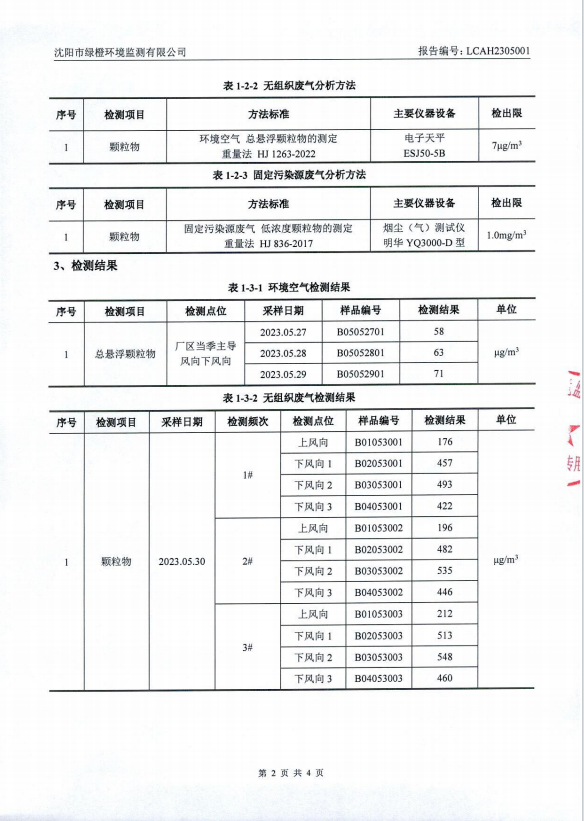 沈阳市绿橙环境监测有限公司 报告编号: LCAH2305001
表 1-2-2 无组织废气分析方法
序号 检测项目 方法标准 主要仪器设备 检出限
1 颗粒物 环境空气 总悬浮颗粒物的测定 重量法 HJ 1263-2022 电子天平 ESJ50-5B 7μg/m³
表 1-2-3 固定污染源废气分析方法
序号 检测项目 方法标准 主要仪器设备 检出限
1 颗粒物 固定污染源废气 低浓度颗粒物的测定 重量法 HJ 836-2017 烟尘（气）测试仪 明华 YQ3000-D 型 1.0mg/m³
3、检测结果
表 1-3-1 环境空气检测结果
序号 检测项目 检测点位 采样日期 样品编号 检测结果 单位
1 总悬浮颗粒物 厂区当季主导风向下风向 2023.05.27 B05052701 58 μg/m³
2023.05.28 B05052801 63
2023.05.29 B05052901 71
表 1-3-2 无组织废气检测结果
序号 检测项目 采样日期 检测频次 检测点位 样品编号 检测结果 单位
1 颗粒物 2023.05.30 1# 上风向 B01053001 176 μg/m³
下风向 1 B02053001 457
下风向 2 B03053001 493
下风向 3 B04053001 422
2# 上风向 B01053002 196
下风向 1 B02053002 482
下风向 2 B03053002 535
下风向 3 B04053002 446
3# 上风向 B01053003 212
下风向 1 B02053003 513
下风向 2 B03053003 548
下风向 3 B04053003 460
专用
第 2 页 共 4 页